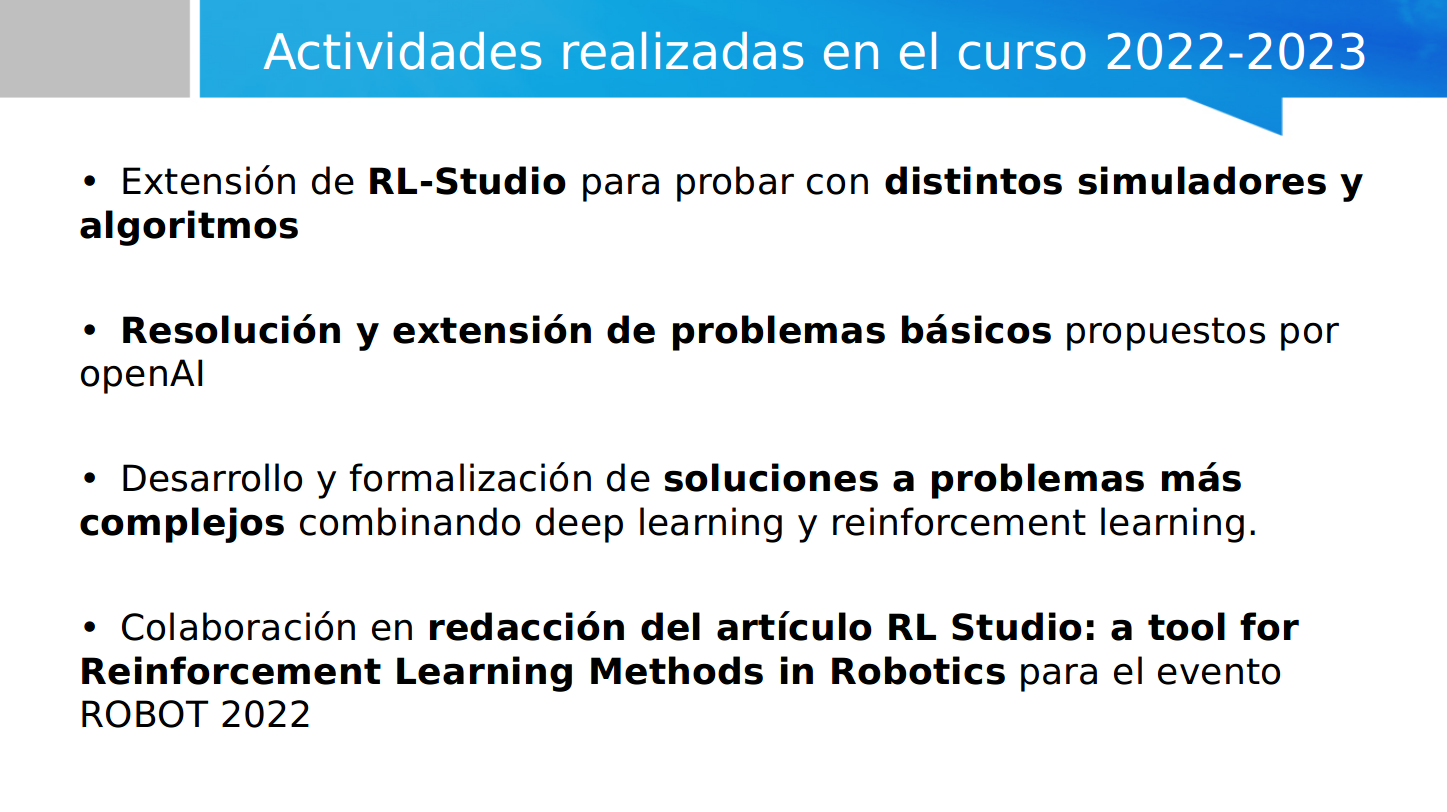 Actividades realizadas en el curso 2022-2023
• Extensión de RL-Studio para probar con distintos simuladores y
algoritmos
• Resolución y extensión de problemas básicos propuestos por
openAI
• Desarrollo y formalización de soluciones a problemas más
complejos combinando deep learning y reinforcement learning.
• Colaboración en redacción del artículo RL Studio: a tool for
Reinforcement Learning Methods in Robotics para el evento
ROBOT 2022